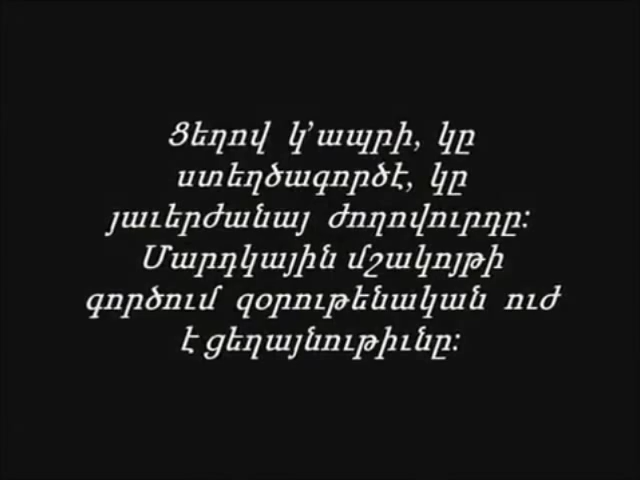 Ցեղով կ՚ապրի, կը
ստեղծագործէ, կը
յաւերժանայ ժողովուրդը:
Մարդկային մշակոյթի
գործում զօրութենական ուժ
է ցեղայնութիւնը: